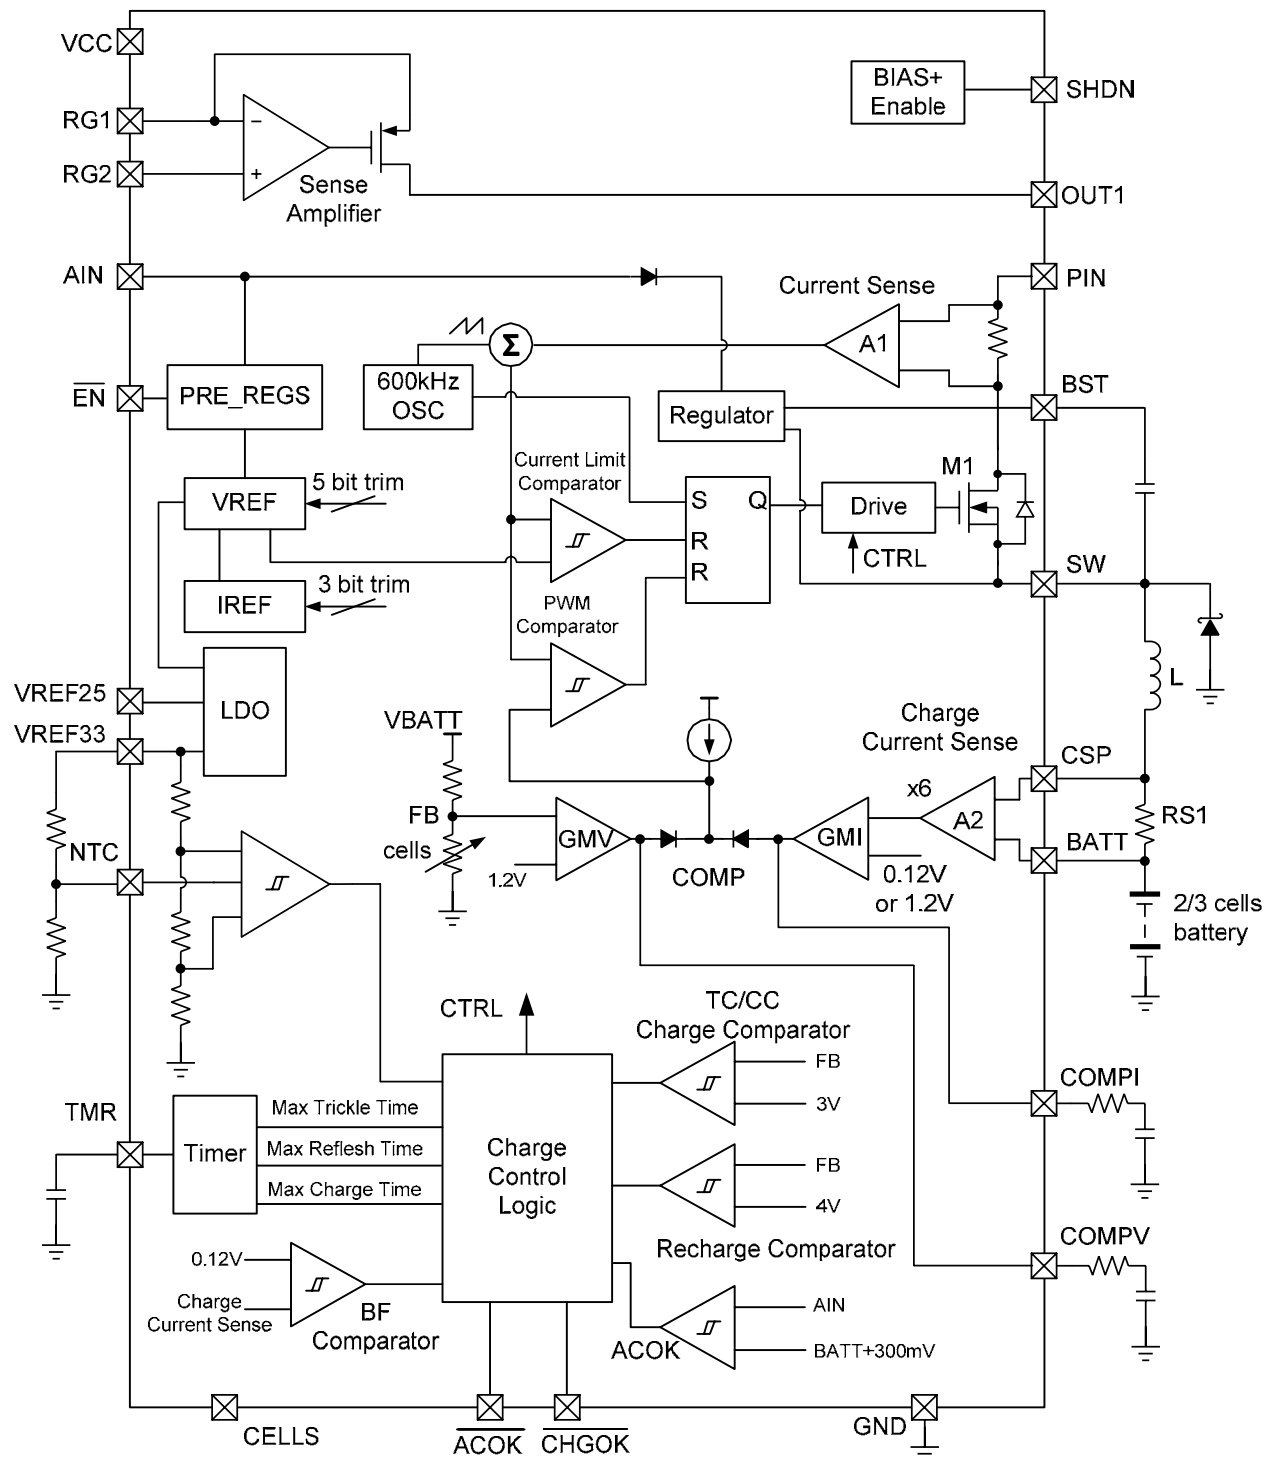 VCC
BIAS+
Enable
SHDN
RG1
−
RG2
+
Sense
Amplifier
OUT1
AIN
Current Sense
PIN
Σ
A1
EN
PRE_REGS
600kHz
OSC
BST
Regulator
Current Limit
Comparator
M1
VREF
5 bit trim
S
Q
Drive
R
R
CTRL
SW
IREF
3 bit trim
PWM
Comparator
L
VREF25
LDO
VREF33
VBATT
Charge
Current Sense
CSP
x6
FB
GMV
GMI
A2
RS1
BATT
NTC
cells
1.2V
COMP
0.12V
or 1.2V
2/3 cells
battery
CTRL
TC/CC
Charge Comparator
FB
3V
COMPI
TMR
Timer
Max Trickle Time
Max Reflesh Time
Max Charge Time
Charge
Control
Logic
FB
4V
Recharge Comparator
COMPV
0.12V
Charge
Current Sense
BF
Comparator
AIN
ACOK
BATT+300mV
CELLS
ACOK
CHGOK
GND